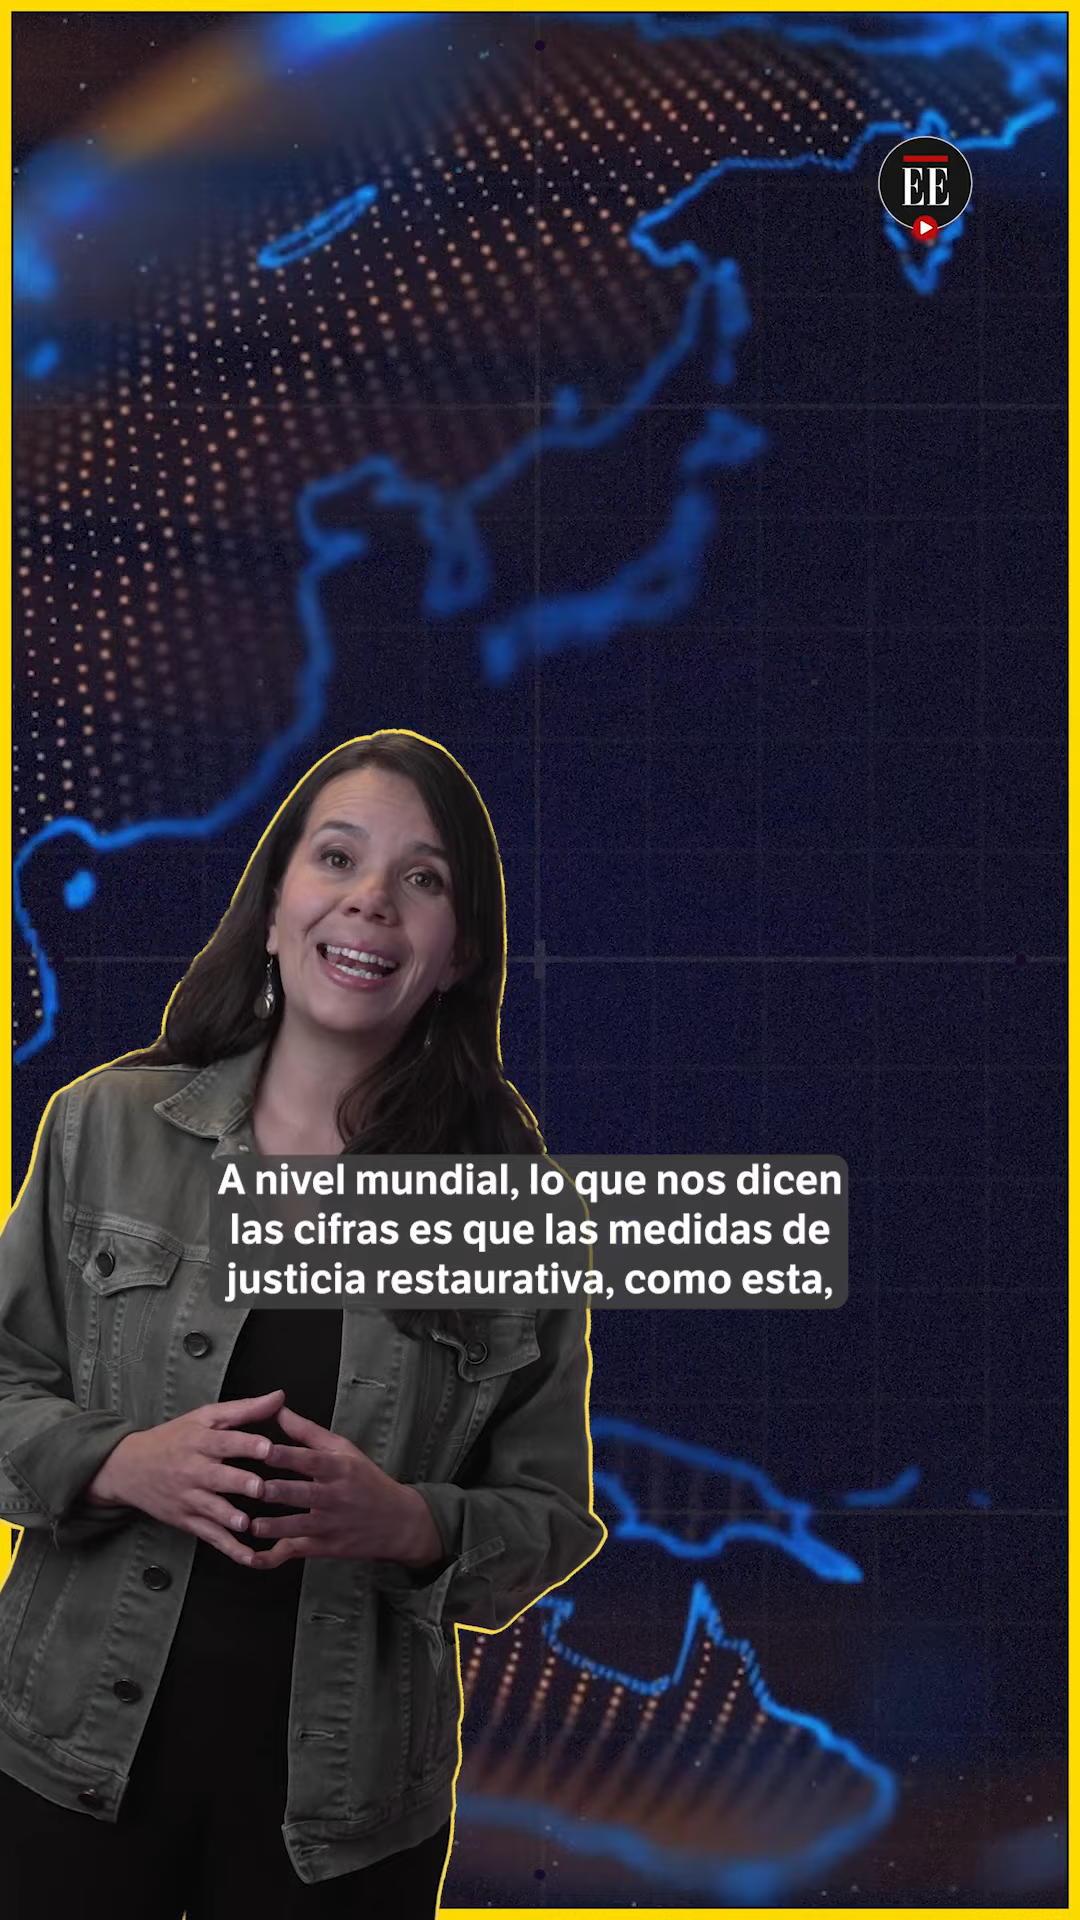 EE
A nivel mundial, lo que nos dicen
las cifras es que las medidas de
justicia restaurativa, como esta,